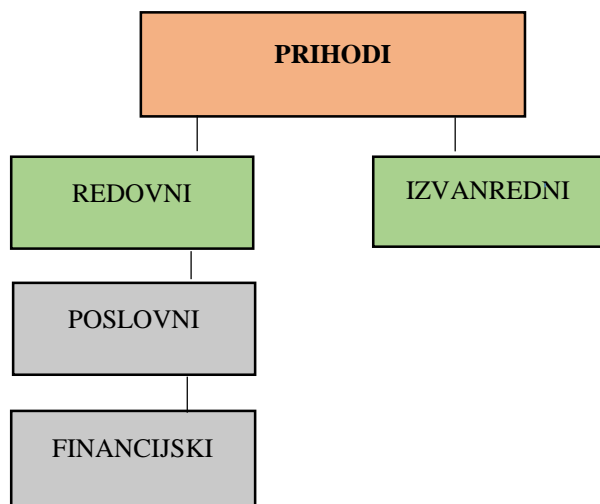 PRIHODI
REDOVNI
IZVANREDNI
POSLOVNI
FINANCIJSKI